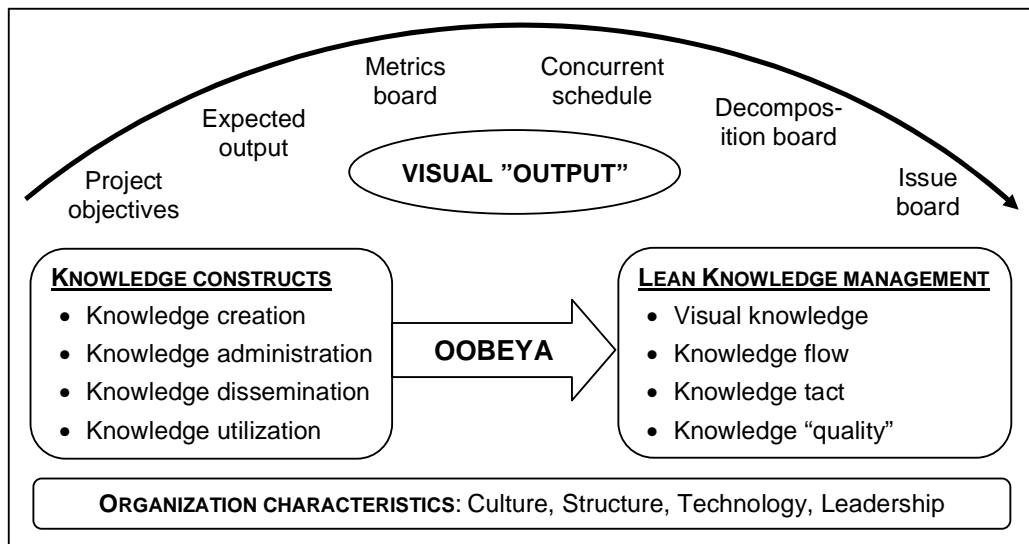 Project
objectives
Expected
output
Metrics
board
Concurrent
schedule
Decompos-
ition board
Issue
board
VISUAL ”OUTPUT”
KNOWLEDGE CONSTRUCTS
• Knowledge creation
• Knowledge administration
• Knowledge dissemination
• Knowledge utilization
OOBEYA
LEAN KNOWLEDGE MANAGEMENT
• Visual knowledge
• Knowledge flow
• Knowledge tact
• Knowledge “quality”
ORGANIZATION CHARACTERISTICS: Culture, Structure, Technology, Leadership